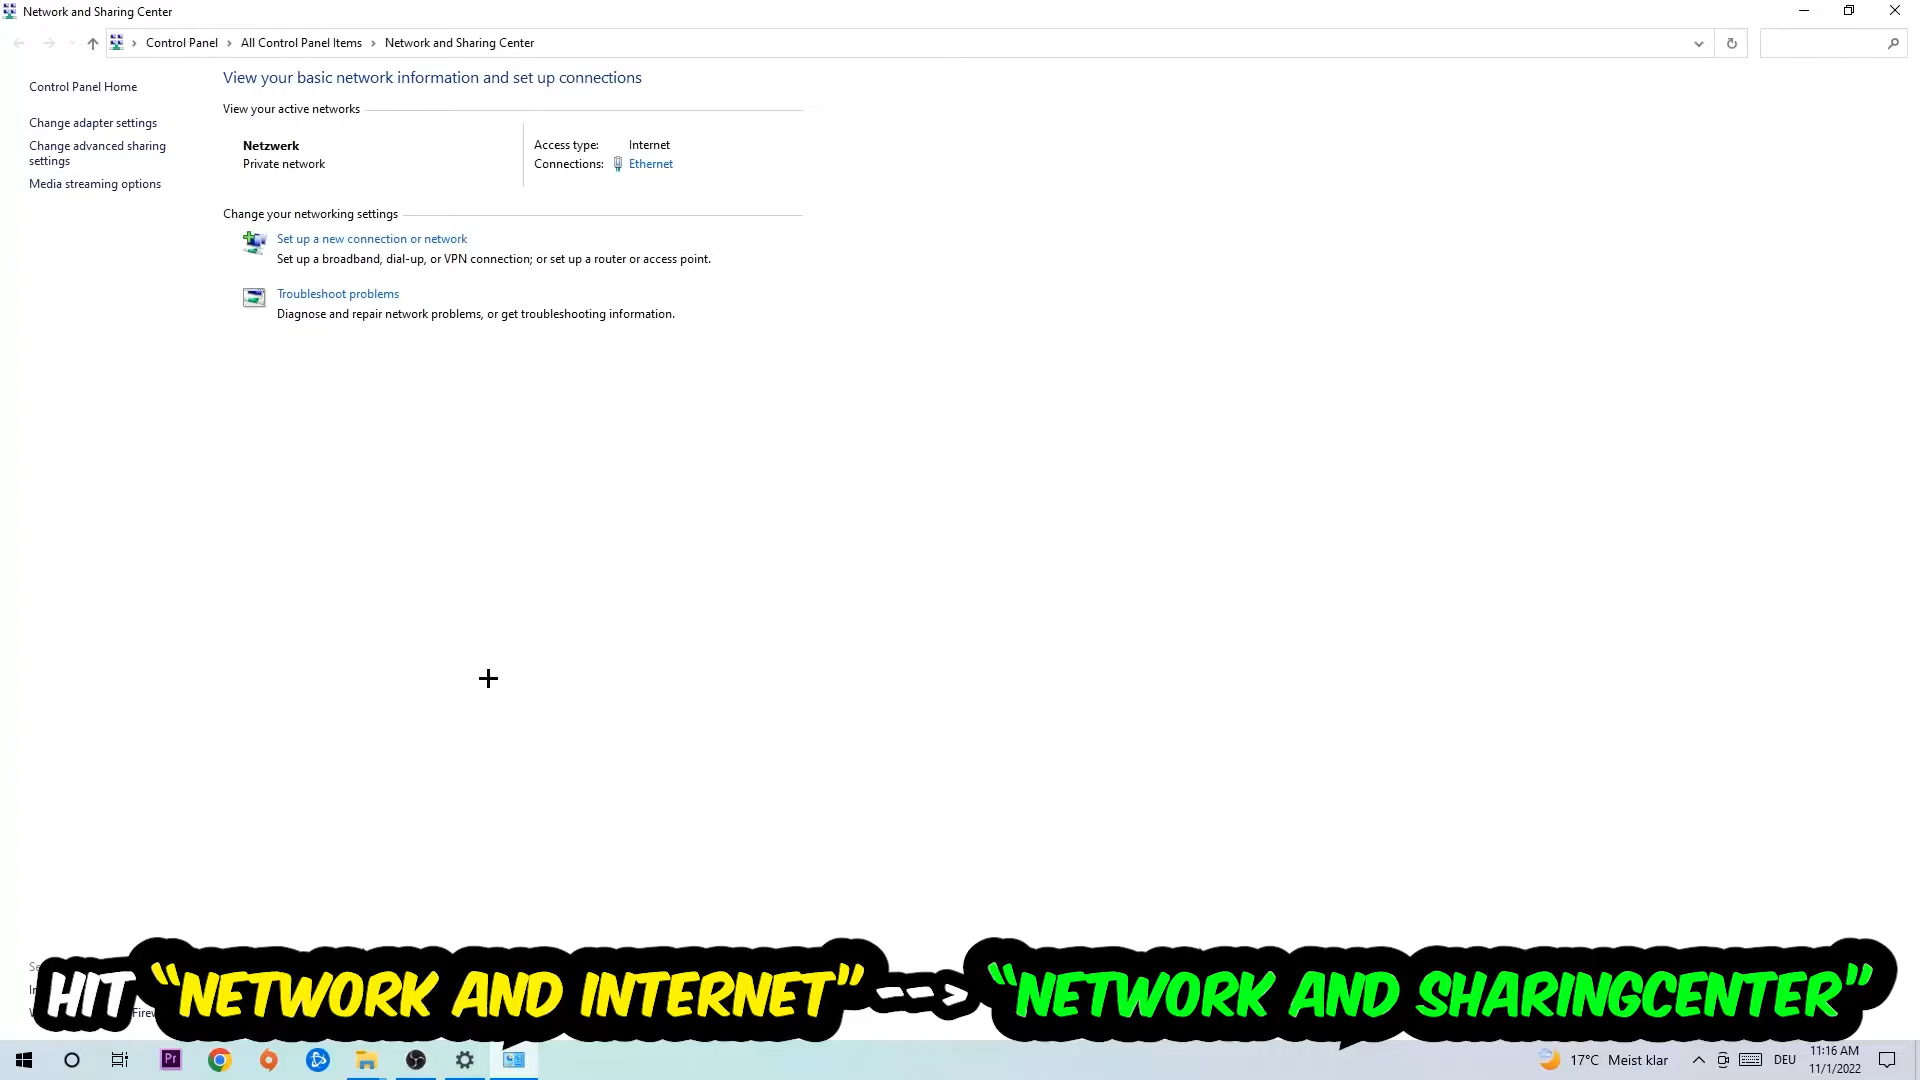 Network and Sharing Center
Control Panel > All Control Panel Items > Network and Sharing Center
Control Panel Home
Change adapter settings
Change advanced sharing
settings
Media streaming options
View your basic network information and set up connections
View your active networks
Netzwerk
Private network
Access type: Internet
Connections: Ethernet
Change your networking settings
Set up a new connection or network
Set up a broadband, dial-up, or VPN connection; or set up a router or access point.
Troubleshoot problems
Diagnose and repair network problems, or get troubleshooting information.
HIT “NETWORK AND INTERNET” ---> “NETWORK AND SHARINGCENTER”
Pr
17°C Meist klar
DEU
11:16 AM
11/1/2022